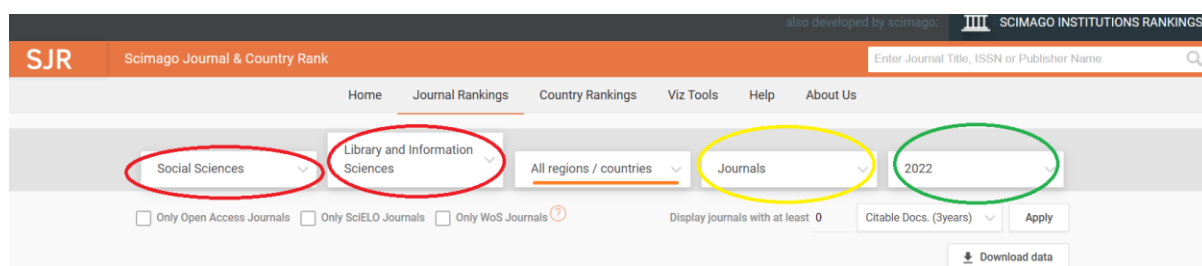 also developed by scimago: SCIMAGO INSTITUTIONS RANKINGS
SJR Scimago Journal & Country Rank Enter Journal Title, ISSN or Publisher Name
Home Journal Rankings Country Rankings Viz Tools Help About Us
Social Sciences Library and Information Sciences All regions / countries Journals 2022
Only Open Access Journals Only SciELO Journals Only WoS Journals ? Display journals with at least 0 Citable Docs. (3years) Apply
Download data